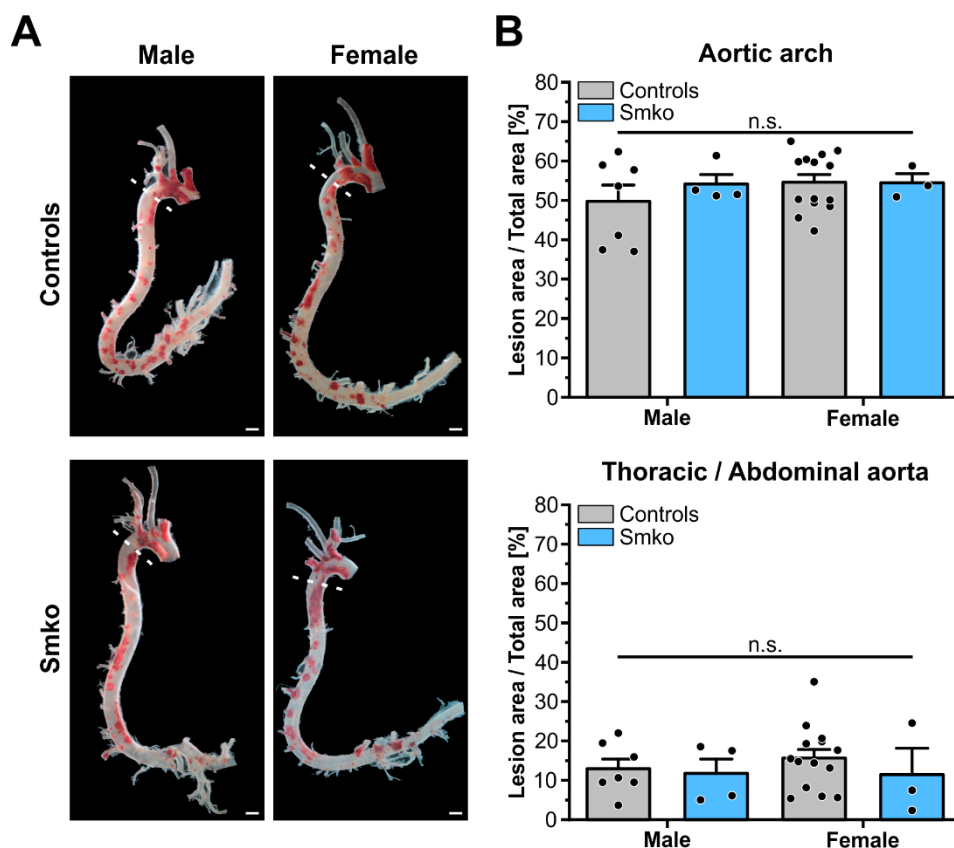 A
Male
Female
Controls
Smko
B
Aortic arch
Lesion area / Total area [%]
80
70
60
50
40
30
20
10
0
Controls
Smko
n.s.
Male
Female
Thoracic / Abdominal aorta
Lesion area / Total area [%]
80
70
60
50
40
30
20
10
0
Controls
Smko
n.s.
Male
Female